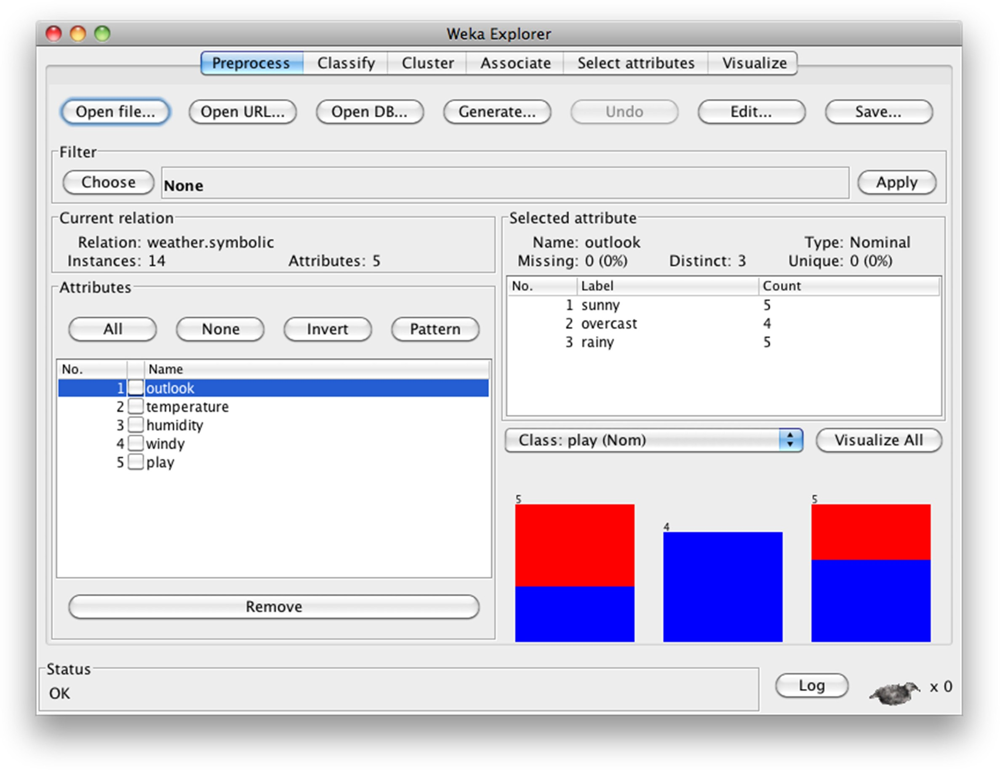 Weka Explorer
Preprocess Classify Cluster Associate Select attributes Visualize
Open file... Open URL... Open DB... Generate... Undo Edit... Save...
Filter
Choose None Apply
Current relation
Relation: weather.symbolic
Instances: 14 Attributes: 5
Attributes
All None Invert Pattern
No. Name
1 outlook
2 temperature
3 humidity
4 windy
5 play
Remove
Selected attribute
Name: outlook Type: Nominal
Missing: 0 (0%) Distinct: 3 Unique: 0 (0%)
No. Label Count
1 sunny 5
2 overcast 4
3 rainy 5
Class: play (Nom) Visualize All
5 4 5
Status
OK
Log x 0